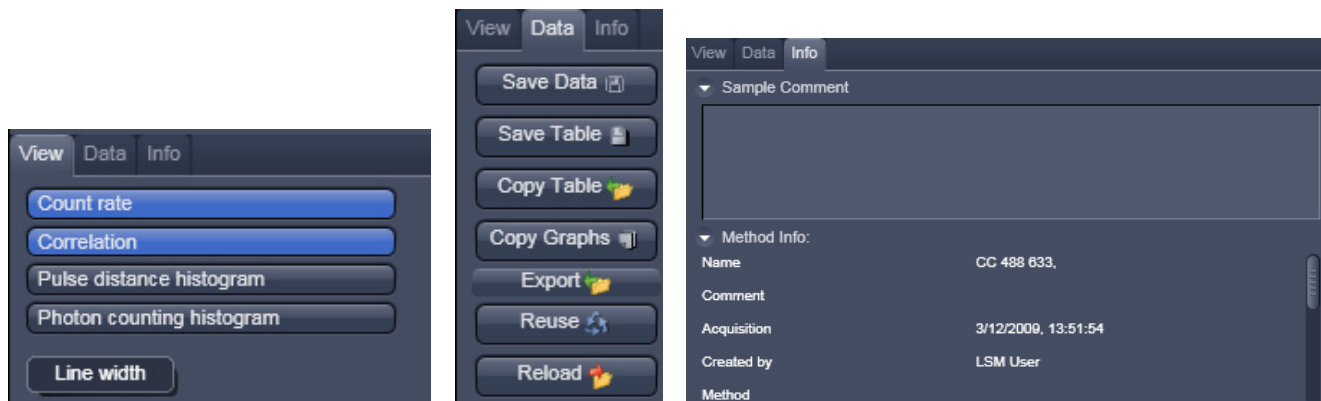 View Data Info
Count rate
Correlation
Pulse distance histogram
Photon counting histogram
Line width
View Data Info
Save Data
Save Table
Copy Table
Copy Graphs
Export
Reuse
Reload
View Data Info
Sample Comment
Method Info:
Name CC 488 633,
Comment
Acquisition 3/12/2009, 13:51:54
Created by LSM User
Method